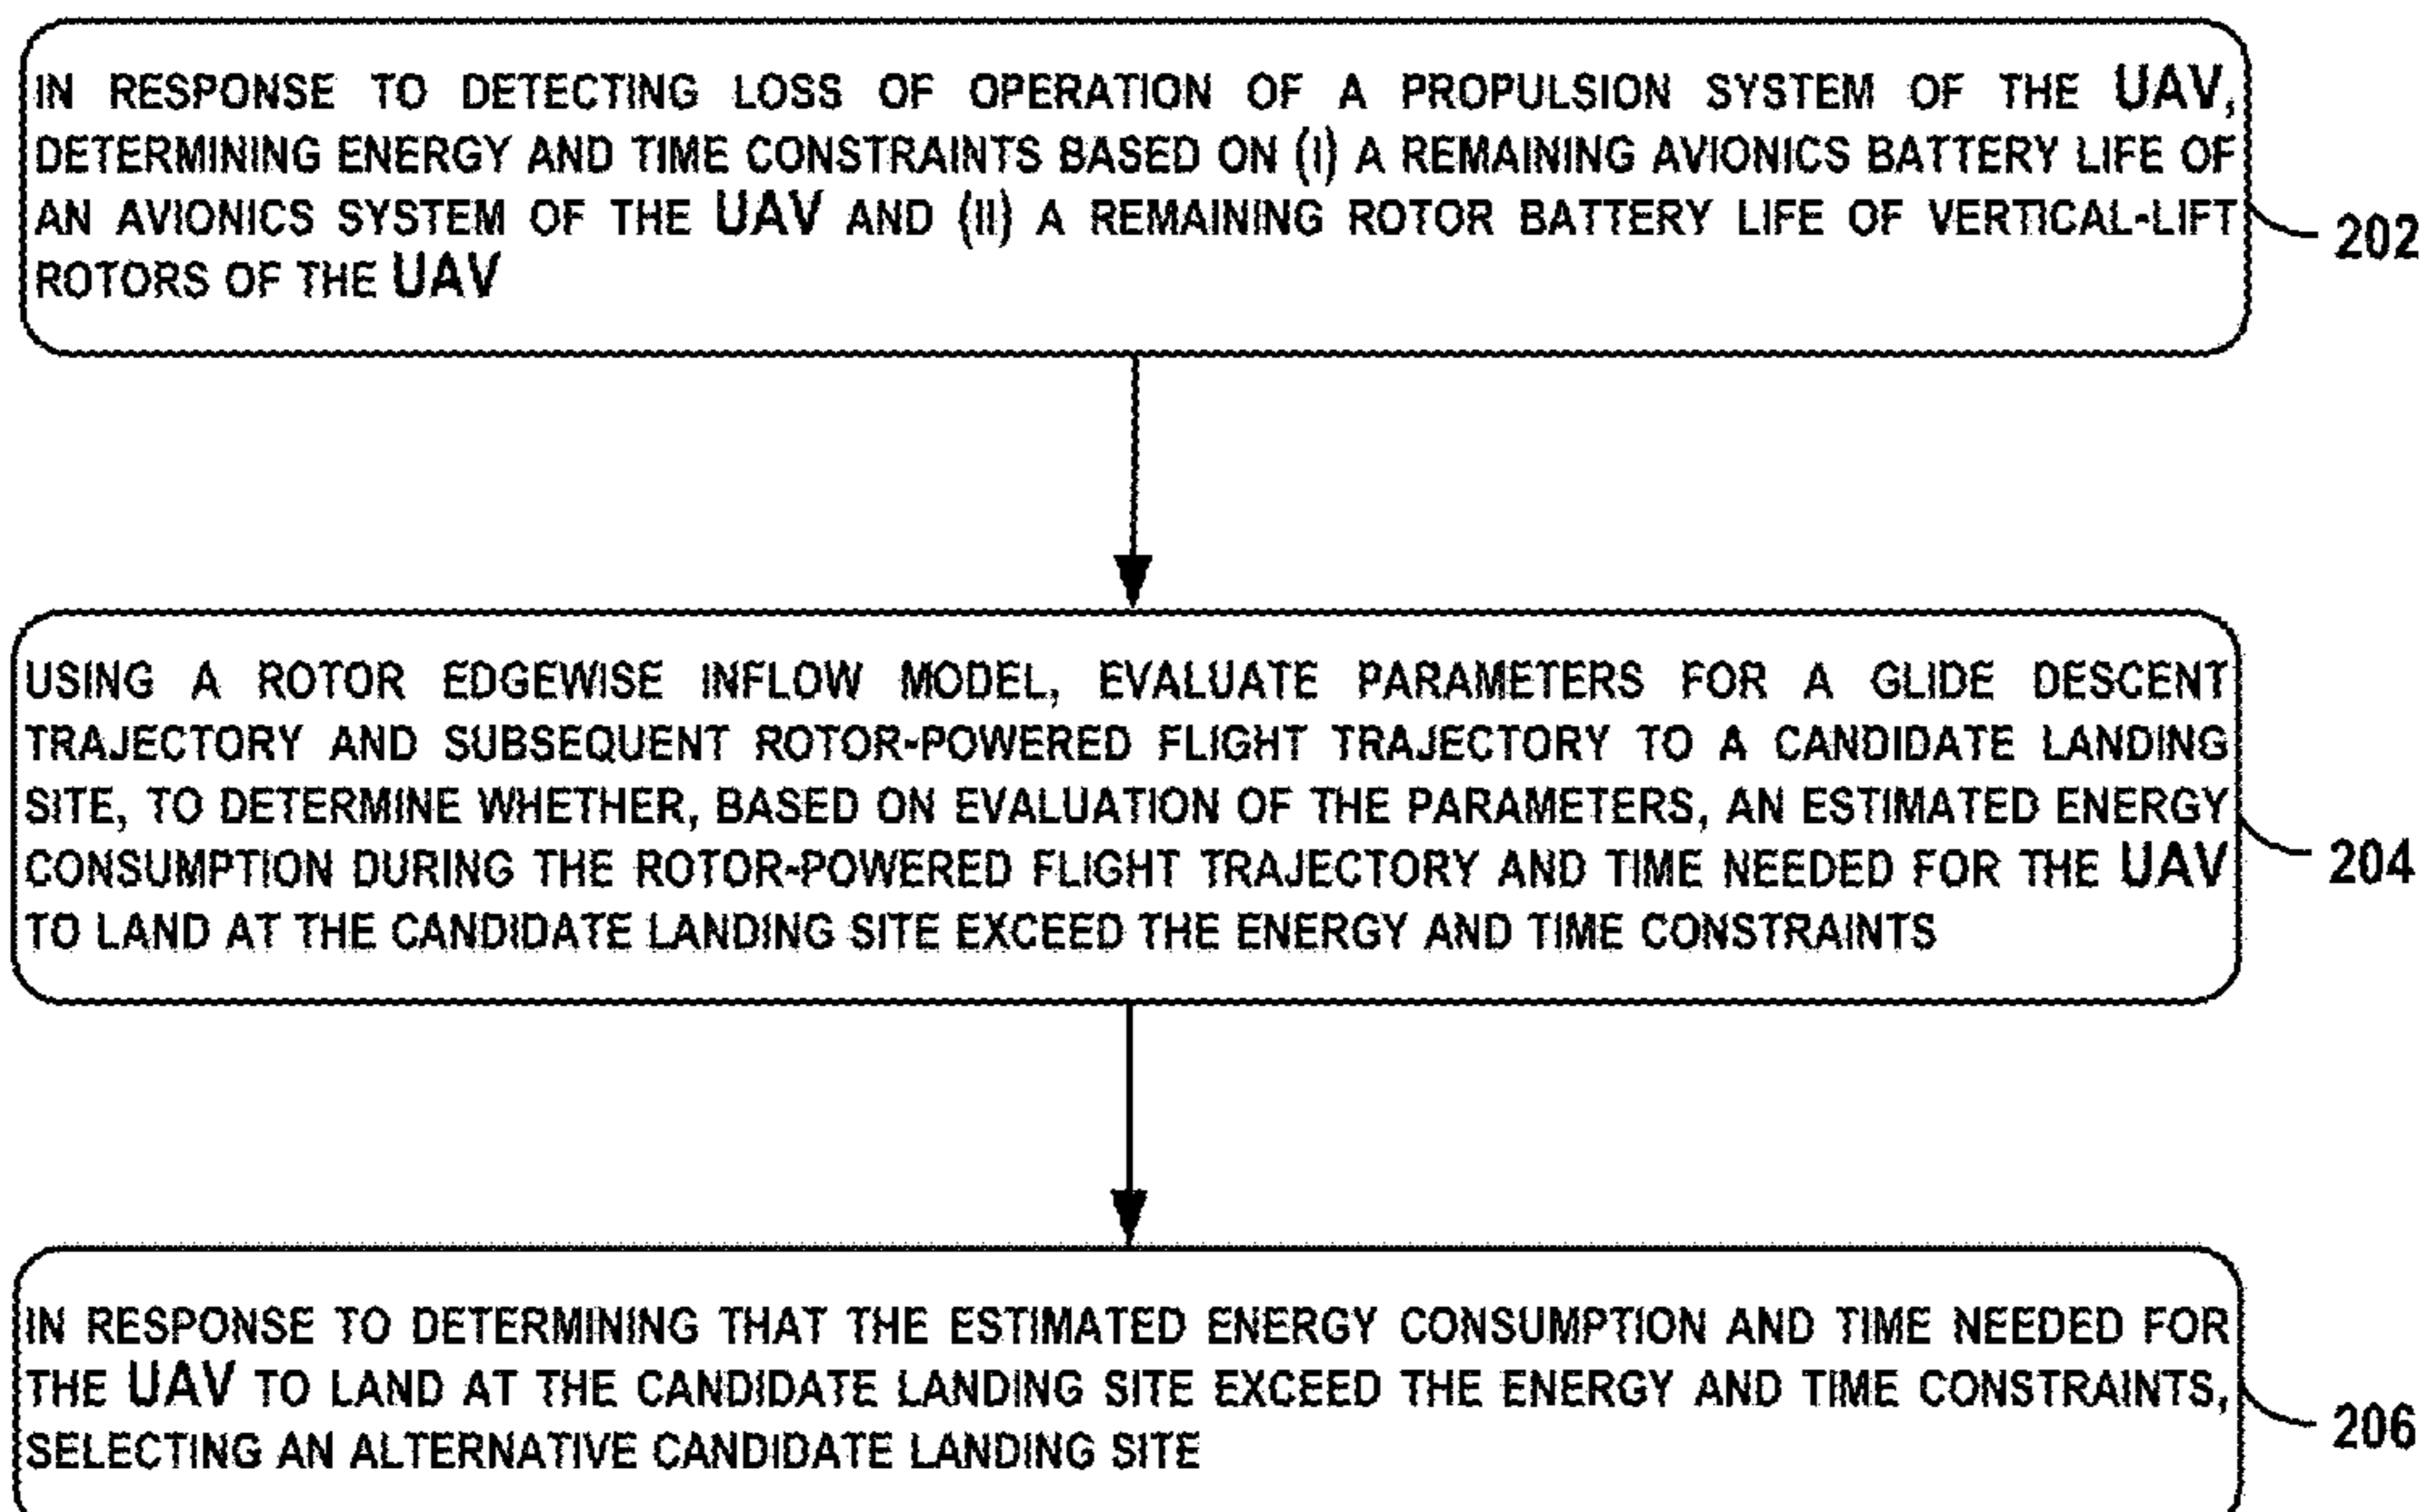 IN RESPONSE TO DETECTING LOSS OF OPERATION OF A PROPULSION SYSTEM OF THE UAV,
DETERMINING ENERGY AND TIME CONSTRAINTS BASED ON (I) A REMAINING AVIONICS BATTERY LIFE OF
AN AVIONICS SYSTEM OF THE UAV AND (II) A REMAINING ROTOR BATTERY LIFE OF VERTICAL-LIFT
ROTORS OF THE UAV
202
USING A ROTOR EDGEWISE INFLOW MODEL, EVALUATE PARAMETERS FOR A GLIDE DESCENT
TRAJECTORY AND SUBSEQUENT ROTOR-POWERED FLIGHT TRAJECTORY TO A CANDIDATE LANDING
SITE, TO DETERMINE WHETHER, BASED ON EVALUATION OF THE PARAMETERS, AN ESTIMATED ENERGY
CONSUMPTION DURING THE ROTOR-POWERED FLIGHT TRAJECTORY AND TIME NEEDED FOR THE UAV
TO LAND AT THE CANDIDATE LANDING SITE EXCEED THE ENERGY AND TIME CONSTRAINTS
204
IN RESPONSE TO DETERMINING THAT THE ESTIMATED ENERGY CONSUMPTION AND TIME NEEDED FOR
THE UAV TO LAND AT THE CANDIDATE LANDING SITE EXCEED THE ENERGY AND TIME CONSTRAINTS,
SELECTING AN ALTERNATIVE CANDIDATE LANDING SITE
206